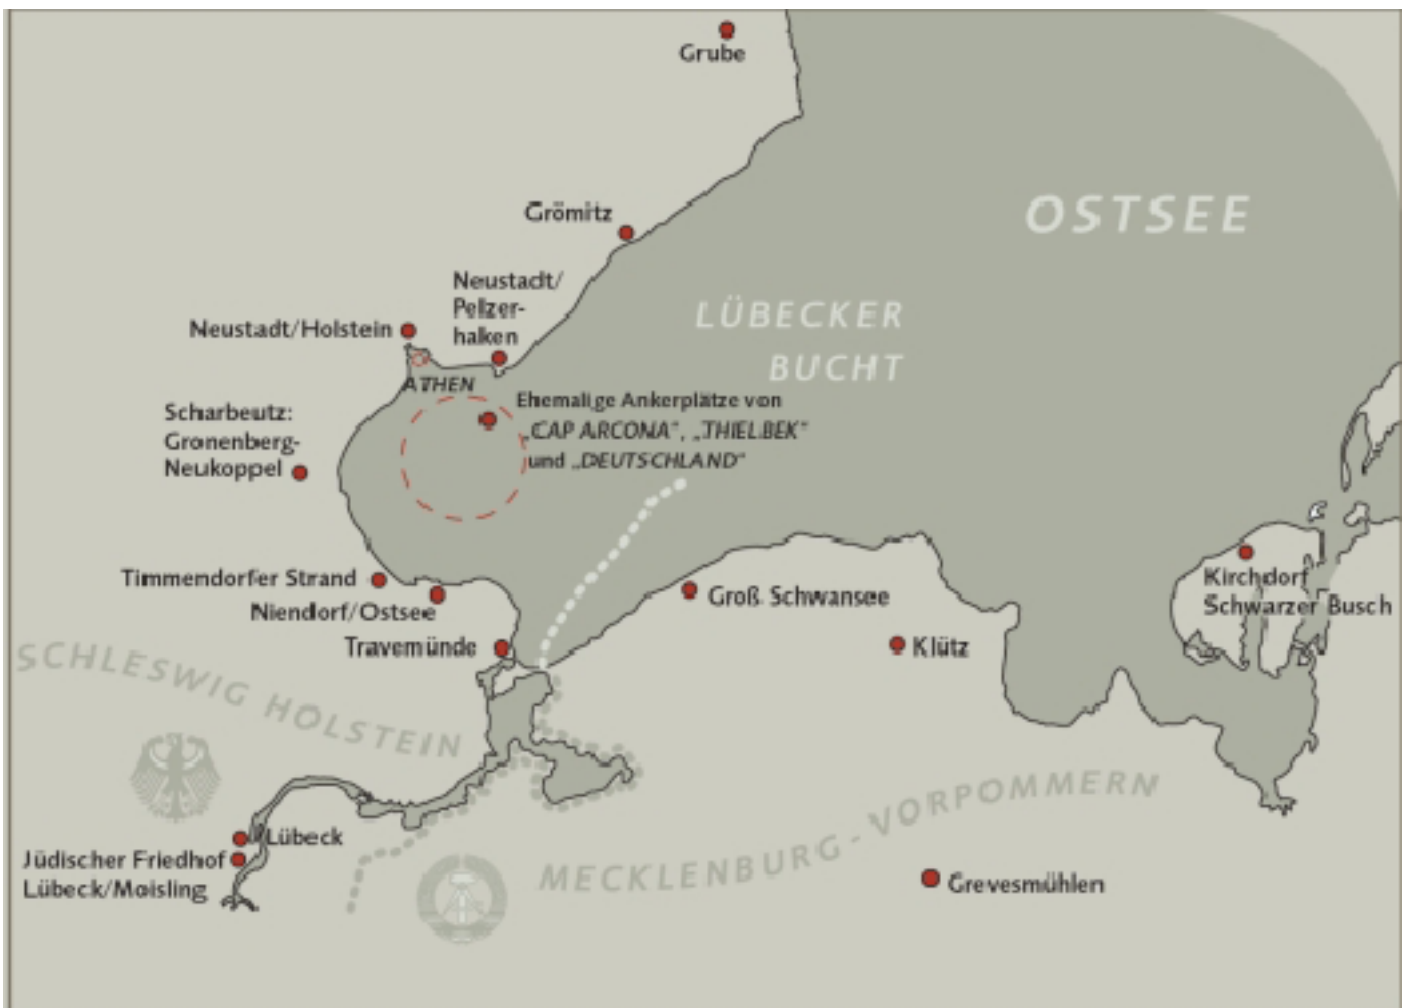 Grube
OSTSEE
Grömitz
Neustadt/
Pelzer-
haken
LÜBECKER
BUCHT
Neustadt/Holstein
ATHEN
Ehemalige Ankerplätze von
„CAP ARCONA“, „THIELBEK“
und „DEUTSCHLAND“
Scharbeutz:
Gronenberg-
Neukoppel
Timmendorfer Strand
Niendorf/Ostsee
Travemünde
Groß Schwansee
Klütz
Kirchdorf
Schwarzer Busch
SCHLESWIG HOLSTEIN
MECKLENBURG-VORPOMMERN
Lübeck
Jüdischer Friedhof
Lübeck/Moisling
Grevesmühlen